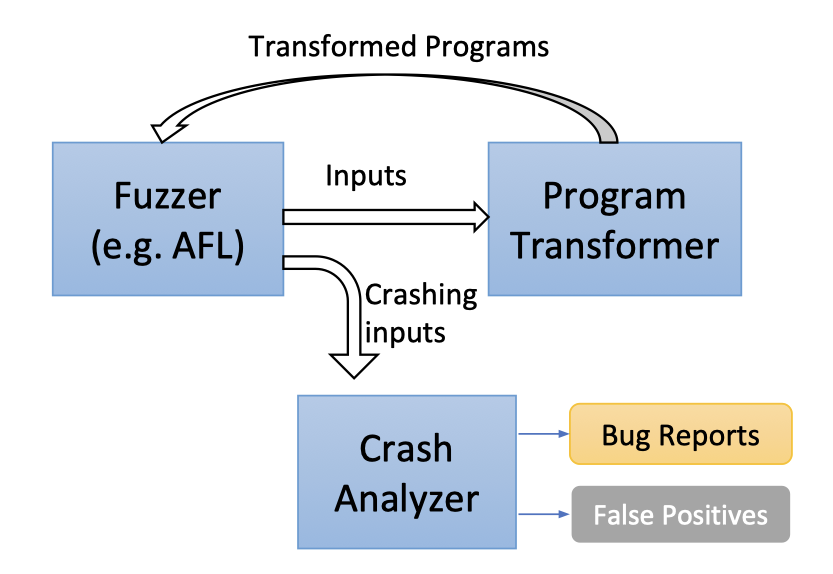 Transformed Programs
Fuzzer
(e.g. AFL)
Inputs
Program
Transformer
Crashing
inputs
Crash
Analyzer
Bug Reports
False Positives